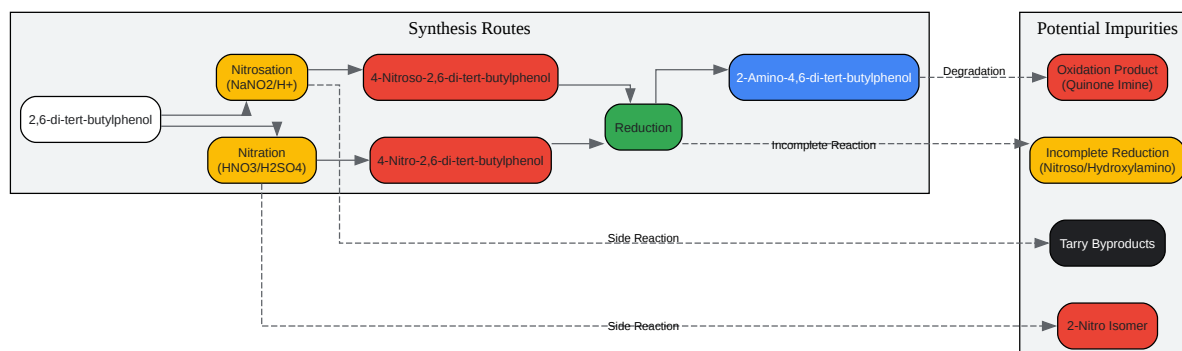 Synthesis Routes
Potential Impurities
Nitrosation
(NaNO2/H+)
4-Nitroso-2,6-di-tert-butylphenol
2-Amino-4,6-di-tert-butylphenol
Degradation
Oxidation Product
(Quinone Imine)
2,6-di-tert-butylphenol
Reduction
Nitration
(HNO3/H2SO4)
4-Nitro-2,6-di-tert-butylphenol
Incomplete Reaction
Incomplete Reduction
(Nitroso/Hydroxylamino)
Side Reaction
Tarry Byproducts
Side Reaction
2-Nitro Isomer